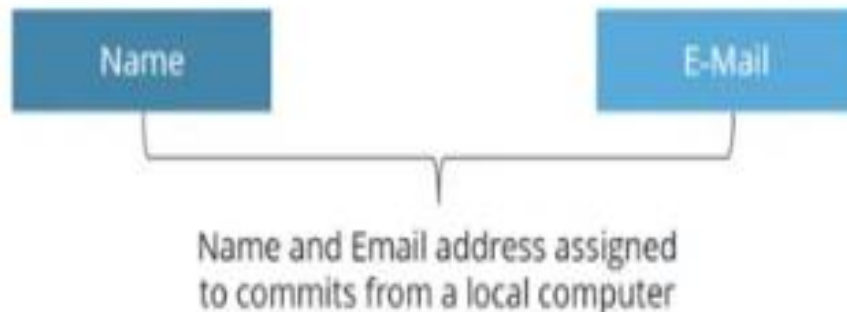 Name
E-Mail
Name and Email address assigned
to commits from a local computer